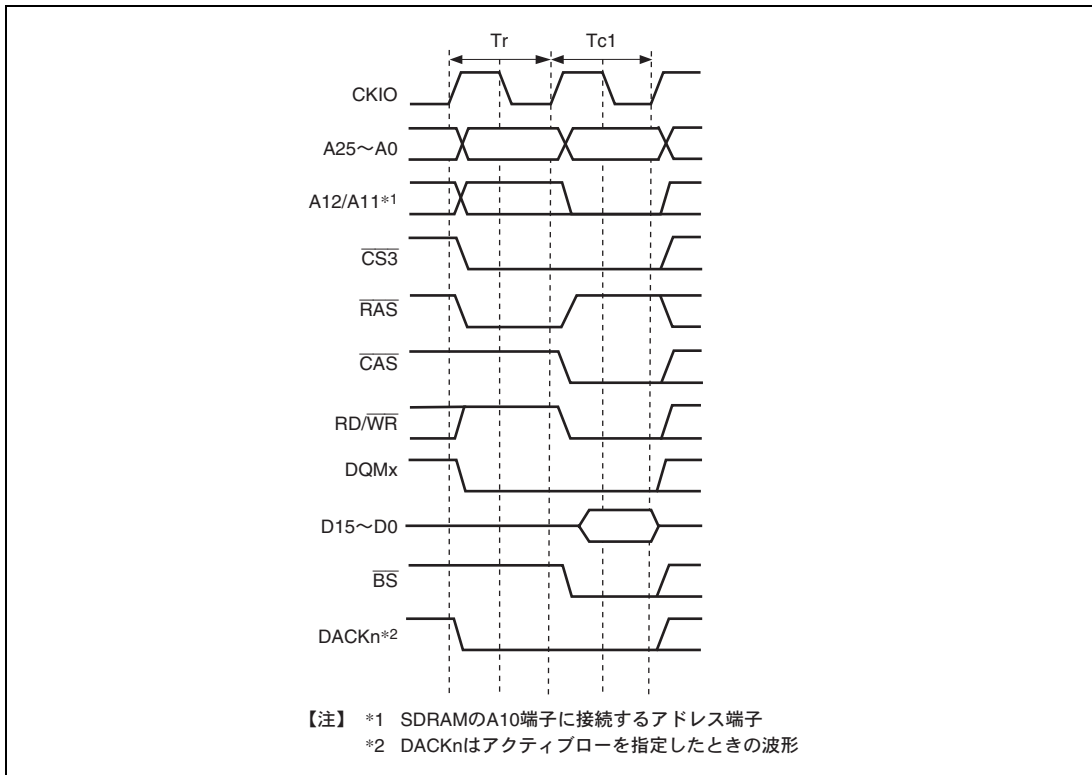 Tr Tc1
CKIO
A25～A0
A12/A11*1
CS3
RAS
CAS
RD/WR
DQMx
D15～D0
BS
DACKn*2
【注】 *1 SDRAMのA10端子に接続するアドレス端子
*2 DACKnはアクティブローを指定したときの波形